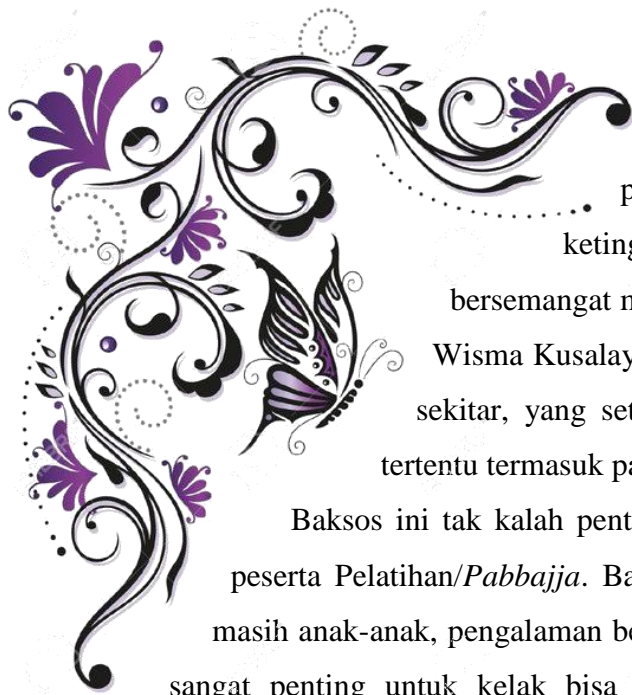 keting
bersemangat
Wisma Kusalay
sekitar, yang set
tertentu termasuk pa
Baksos ini tak kalah pent
peserta Pelatihan/Pabbajja. Ba
masih anak-anak, pengalaman be
sangat penting untuk kelak bisa